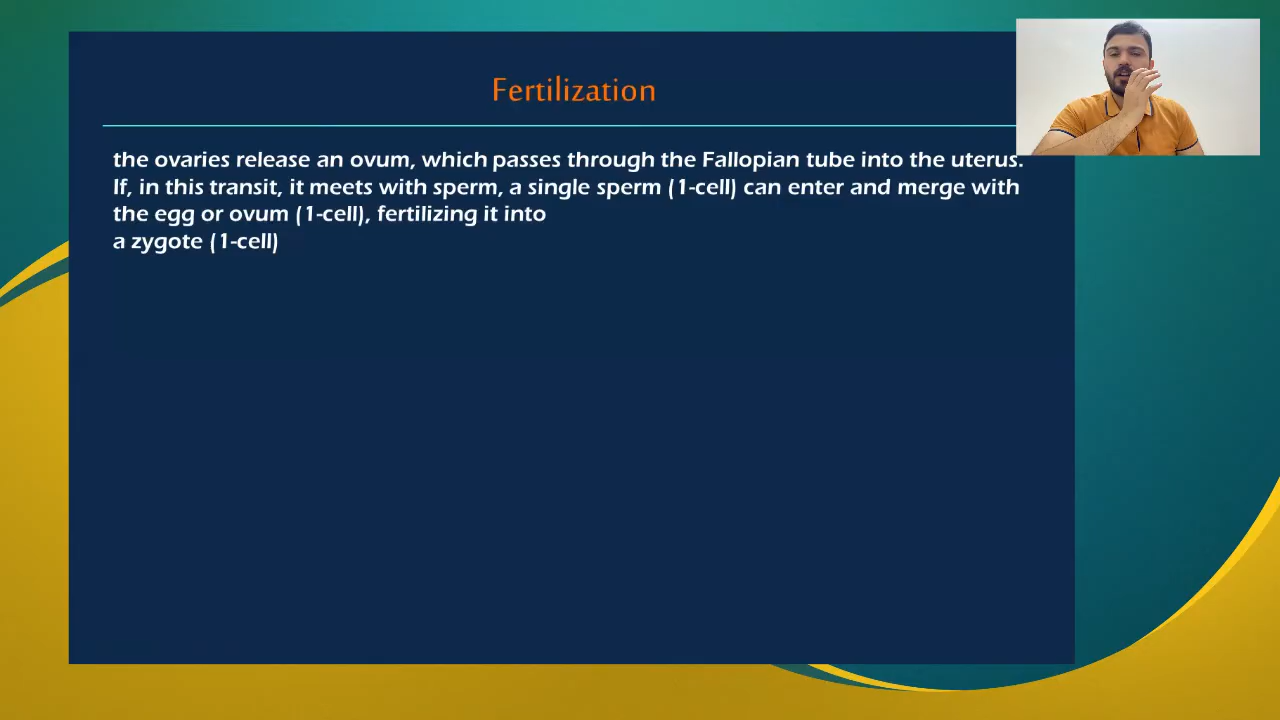 Fertilization
the ovaries release an ovum, which passes through the Fallopian tube into the uterus.
If, in this transit, it meets with sperm, a single sperm (1-cell) can enter and merge with
the egg or ovum (1-cell), fertilizing it into
a zygote (1-cell)